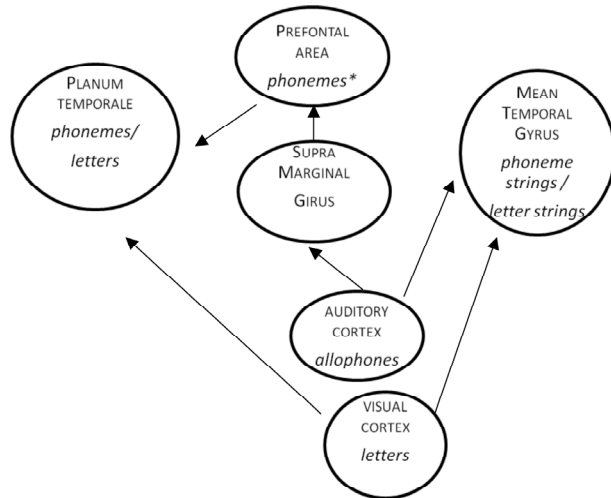 PREFONTAL
AREA
phonemes*
PLANUM
TEMPORALE
phonemes/
letters
MEAN
TEMPORAL
GYRUS
phoneme
strings /
letter strings
SUPRA
MARGINAL
GIRUS
AUDITORY
CORTEX
allophones
VISUAL
CORTEX
letters